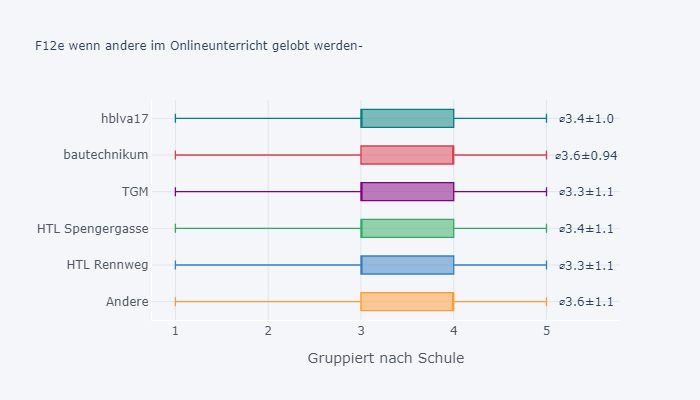 F12e wenn andere im Onlineunterricht gelobt werden-
hblva17 ⌀3.4±1.0
bautechnikum ⌀3.6±0.94
TGM ⌀3.3±1.1
HTL Spengergasse ⌀3.4±1.1
HTL Rennweg ⌀3.3±1.1
Andere ⌀3.6±1.1
1 2 3 4 5
Gruppiert nach Schule